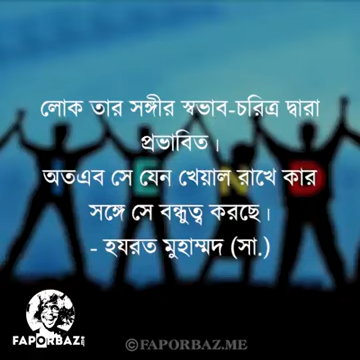 লোক তার সঙ্গীর স্বভাব-চরিত্র দ্বারা
প্রভাবিত।
অতএব সে যেন খেয়াল রাখে কার
সঙ্গে সে বন্ধুত্ব করছে।
- হযরত মুহাম্মদ (সা.)
FAPORBAZ
©FAPORBAZ.ME